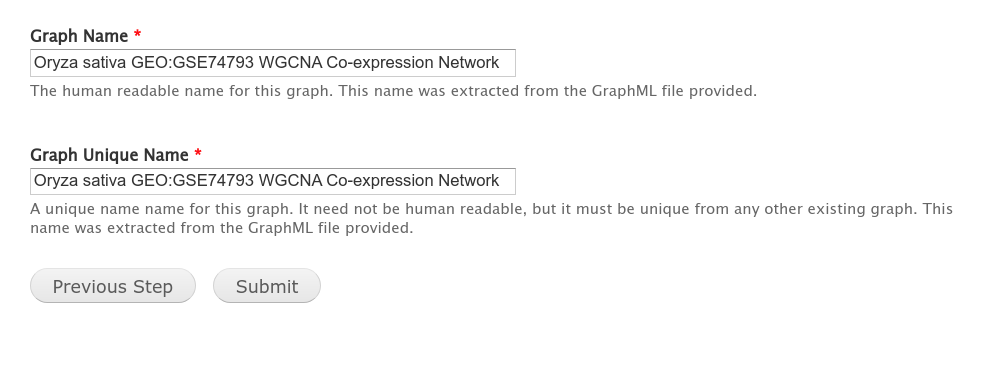 Graph Name *
Oryza sativa GEO:GSE74793 WGCNA Co-expression Network
The human readable name for this graph. This name was extracted from the GraphML file provided.
Graph Unique Name *
Oryza sativa GEO:GSE74793 WGCNA Co-expression Network
A unique name name for this graph. It need not be human readable, but it must be unique from any other existing graph. This
name was extracted from the GraphML file provided.
Previous Step Submit